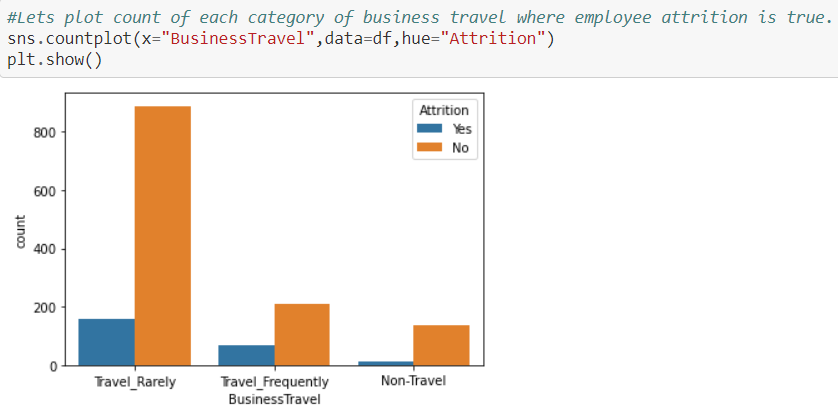 #Lets plot count of each category of business travel where employee attrition is true.
sns.countplot(x="BusinessTravel",data=df,hue="Attrition")
plt.show()
Attrition
Yes
No
800
600
400
200
0
count
Travel_Rarely Travel_Frequently Non-Travel
BusinessTravel